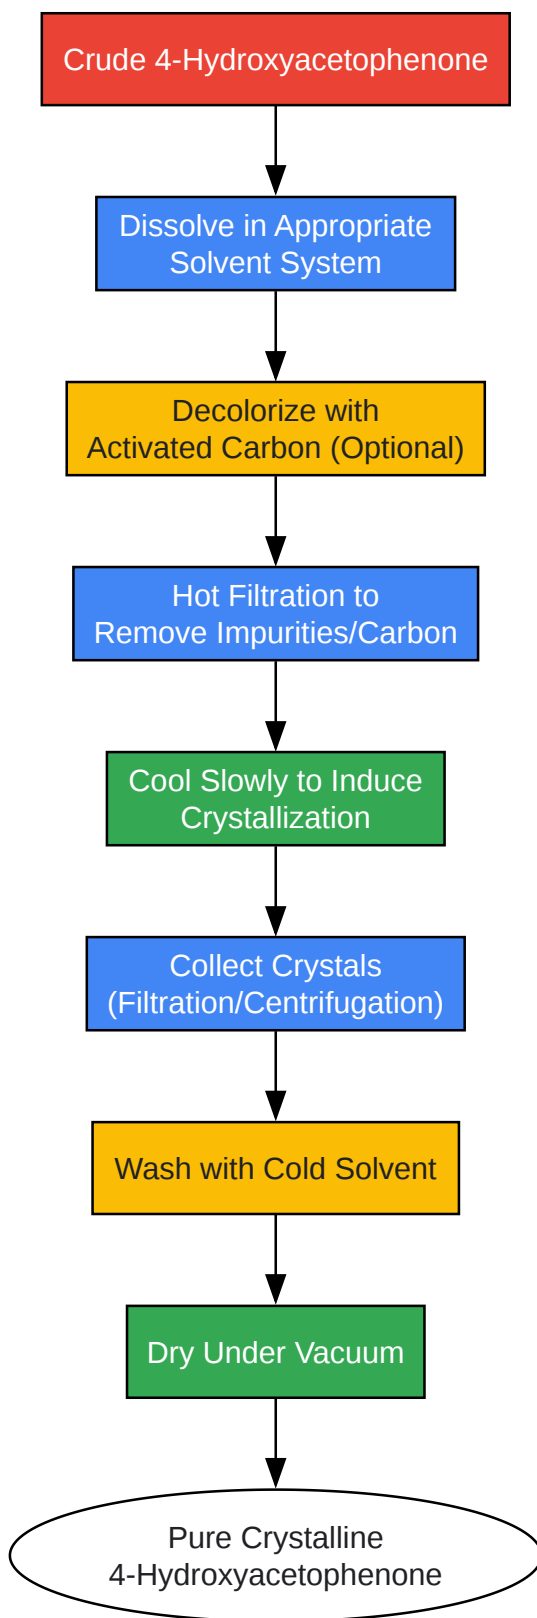 Crude 4-Hydroxyacetophenone
Dissolve in Appropriate
Solvent System
Decolorize with
Activated Carbon (Optional)
Hot Filtration to
Remove Impurities/Carbon
Cool Slowly to Induce
Crystallization
Collect Crystals
(Filtration/Centrifugation)
Wash with Cold Solvent
Dry Under Vacuum
Pure Crystalline
4-Hydroxyacetophenone